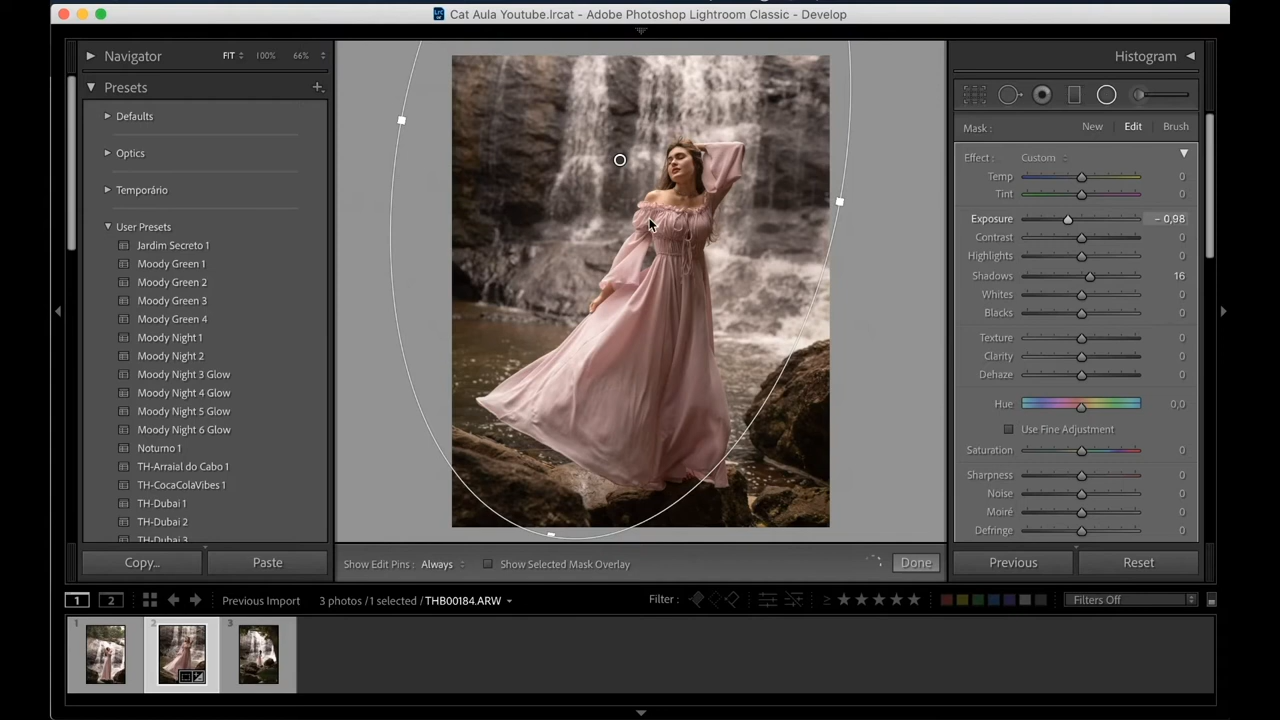 Cat Aula Youtube.lrcat - Adobe Photoshop Lightroom Classic - Develop
Navigator FIT 100% 66%
Histogram
Presets +
Defaults
Optics
Temporário
User Presets
Jardim Secreto 1
Moody Green 1
Moody Green 2
Moody Green 3
Moody Green 4
Moody Night 1
Moody Night 2
Moody Night 3 Glow
Moody Night 4 Glow
Moody Night 5 Glow
Moody Night 6 Glow
Noturno 1
TH-Arraial do Cabo 1
TH-CocaColaVibes 1
TH-Dubai 1
TH-Dubai 2
TH-Dubai 3
Copy... Paste
Mask : New Edit Brush
Effect : Custom
Temp 0
Tint 0
Exposure – 0,98
Contrast 0
Highlights 0
Shadows 16
Whites 0
Blacks 0
Texture 0
Clarity 0
Dehaze 0
Hue 0,0
Use Fine Adjustment
Saturation 0
Sharpness 0
Noise 0
Moiré 0
Defringe 0
Show Edit Pins : Always Show Selected Mask Overlay Done
Previous Reset
1 2 Previous Import 3 photos / 1 selected / THB00184.ARW Filter : ≥ Filters Off
1 2 3